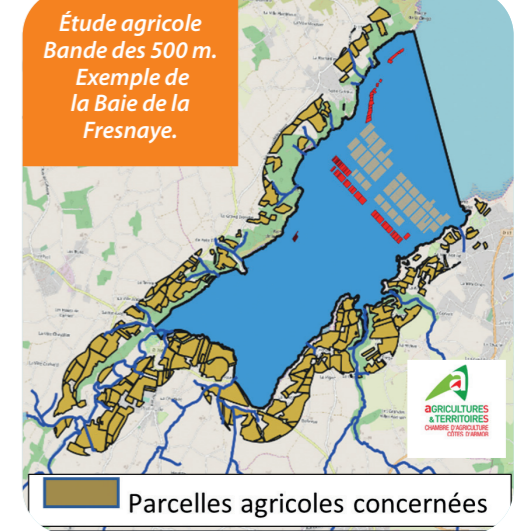 Étude agricole
Bande des 500 m.
Exemple de
la Baie de la
Fresnaye.
AGRICULTURES
& TERRITOIRES
CHAMBRE D'AGRICULTURE
CÔTES D'ARMOR
Parcelles agricoles concernées